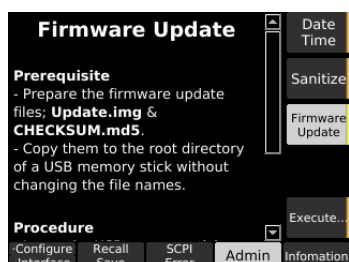 Firmware Update
Prerequisite
- Prepare the firmware update
files; Update.img &
CHECKSUM.md5.
- Copy them to the root directory
of a USB memory stick without
changing the file names.
Procedure
Date
Time
Sanitize
Firmware
Update
Execute...
Configure
Interface
Recall
Save
SCPI
Error
Admin
Infomation